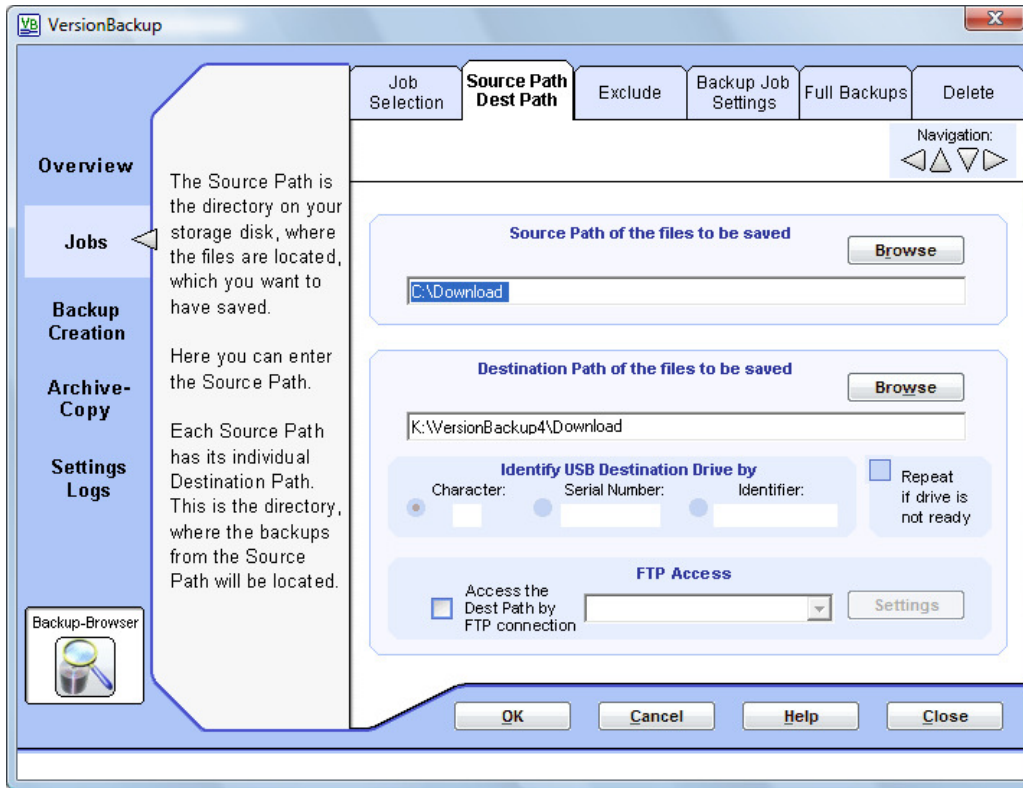 VB VersionBackup
Overview
Jobs
Backup
Creation
Archive-
Copy
Settings
Logs
Backup-Browser
The Source Path is
the directory on your
storage disk, where
the files are located,
which you want to
have saved.
Here you can enter
the Source Path.
Each Source Path
has its individual
Destination Path.
This is the directory,
where the backups
from the Source
Path will be located.
Job
Selection
Source Path
Dest Path
Exclude
Backup Job
Settings
Full Backups
Delete
Navigation:
Source Path of the files to be saved
Browse
C:\Download
Destination Path of the files to be saved
Browse
K:\VersionBackup4\Download
Identify USB Destination Drive by
Character:
Serial Number:
Identifier:
Repeat
if drive is
not ready
FTP Access
Access the
Dest Path by
FTP connection
Settings
OK
Cancel
Help
Close